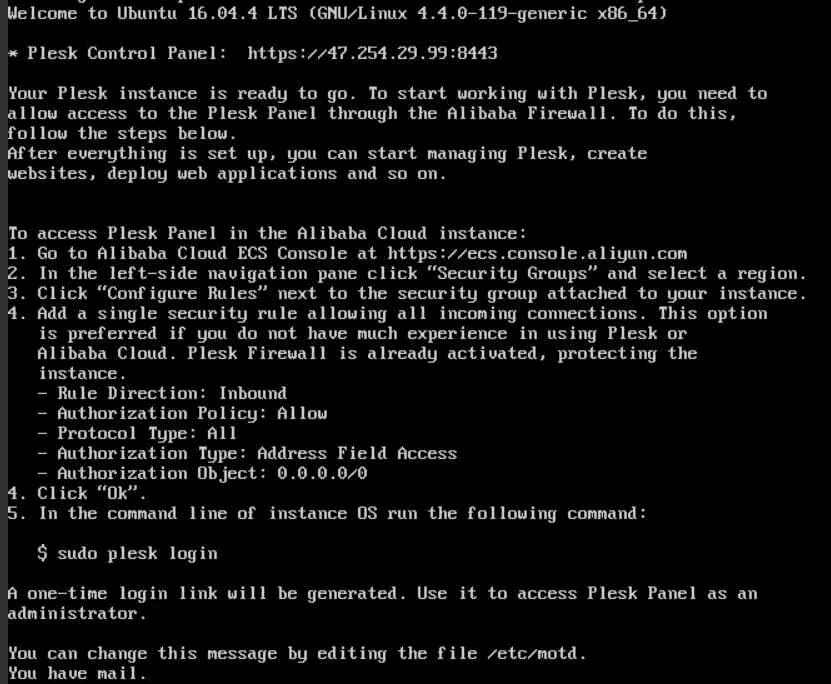 Welcome to Ubuntu 16.04.4 LTS (GNU/Linux 4.4.0-119-generic x86_64)
* Plesk Control Panel:  https://47.254.29.99:8443
Your Plesk instance is ready to go. To start working with Plesk, you need to
allow access to the Plesk Panel through the Alibaba Firewall. To do this,
follow the steps below.
After everything is set up, you can start managing Plesk, create
websites, deploy web applications and so on.
To access Plesk Panel in the Alibaba Cloud instance:
1. Go to Alibaba Cloud ECS Console at https://ecs.console.aliyun.com
2. In the left-side navigation pane click “Security Groups” and select a region.
3. Click “Configure Rules” next to the security group attached to your instance.
4. Add a single security rule allowing all incoming connections. This option
is preferred if you do not have much experience in using Plesk or
Alibaba Cloud. Plesk Firewall is already activated, protecting the
instance.
- Rule Direction: Inbound
- Authorization Policy: Allow
- Protocol Type: All
- Authorization Type: Address Field Access
- Authorization Object: 0.0.0.0/0
4. Click “Ok”.
5. In the command line of instance OS run the following command:
$ sudo plesk login
A one-time login link will be generated. Use it to access Plesk Panel as an
administrator.
You can change this message by editing the file /etc/motd.
You have mail.